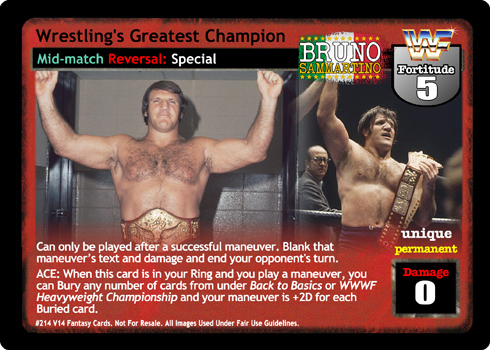 Wrestling's Greatest Champion
Mid-match Reversal: Special
BRUNO
SAMMARTINO
WWF
Fortitude
5
Can only be played after a successful maneuver. Blank that
maneuver's text and damage and end your opponent's turn.
ACE: When this card is in your Ring and you play a maneuver, you
can Bury any number of cards from under Back to Basics or WWWF
Heavyweight Championship and your maneuver is +2D for each
Buried card.
#214 V14 Fantasy Cards. Not For Resale. All Images Used Under Fair Use Guidelines.
unique
permanent
Damage
0